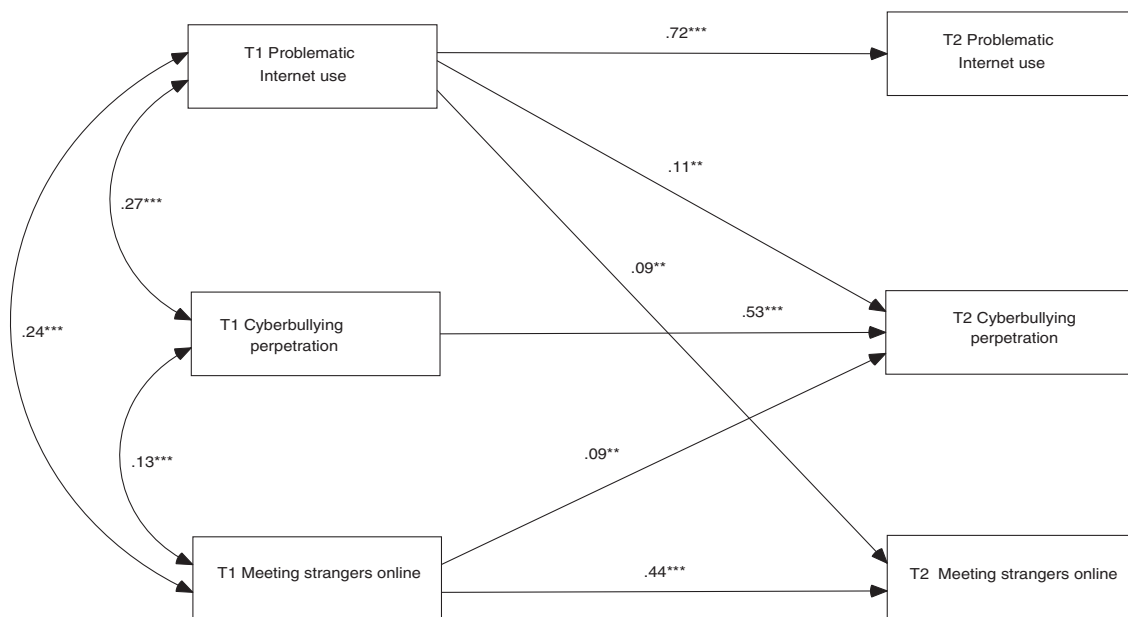 T1 Problematic
Internet use
.72***
T2 Problematic
Internet use
.11**
.27***
.09**
.24***
T1 Cyberbullying
perpetration
.53***
T2 Cyberbullying
perpetration
.13***
.09**
T1 Meeting strangers online
.44***
T2 Meeting strangers online